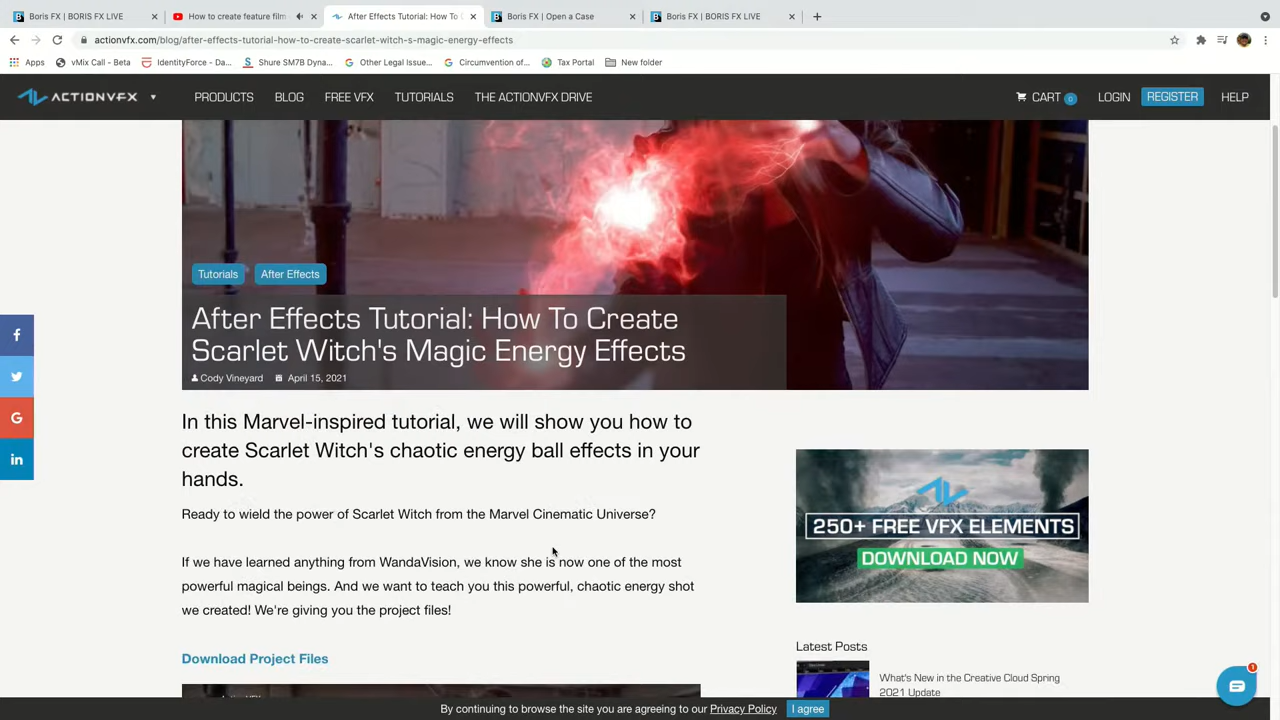 Boris FX | BORIS FX LIVE
How to create feature film
After Effects Tutorial: How To C
Boris FX | Open a Case
Boris FX | BORIS FX LIVE
actionvfx.com/blog/after-effects-tutorial-how-to-create-scarlet-witch-s-magic-energy-effects
Apps
vMix Call - Beta
IdentityForce - Da...
Shure SM7B Dyna...
Other Legal Issue...
Circumvention of...
Tax Portal
New folder
ACTIONVFX
PRODUCTS
BLOG
FREE VFX
TUTORIALS
THE ACTIONVFX DRIVE
CART 0
LOGIN
REGISTER
HELP
Tutorials
After Effects
After Effects Tutorial: How To Create
Scarlet Witch's Magic Energy Effects
Cody Vineyard
April 15, 2021
In this Marvel-inspired tutorial, we will show you how to
create Scarlet Witch's chaotic energy ball effects in your
hands.
Ready to wield the power of Scarlet Witch from the Marvel Cinematic Universe?
If we have learned anything from WandaVision, we know she is now one of the most
powerful magical beings. And we want to teach you this powerful, chaotic energy shot
we created! We're giving you the project files!
Download Project Files
250+ FREE VFX ELEMENTS
DOWNLOAD NOW
Latest Posts
What's New in the Creative Cloud Spring
2021 Update
1
By continuing to browse the site you are agreeing to our Privacy Policy
I agree